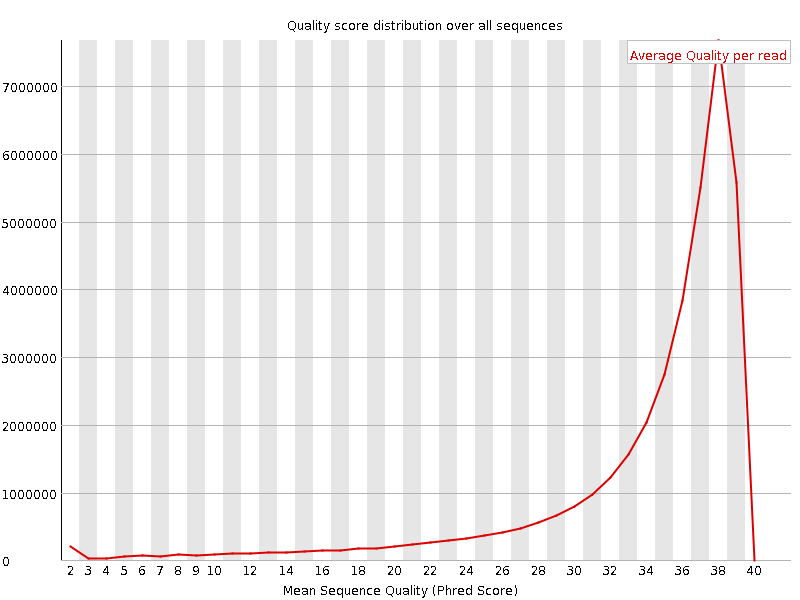 Quality score distribution over all sequences
Average Quality per read
7000000
6000000
5000000
4000000
3000000
2000000
1000000
0
2 3 4 5 6 7 8 9 10 12 14 16 18 20 22 24 26 28 30 32 34 36 38 40
Mean Sequence Quality (Phred Score)